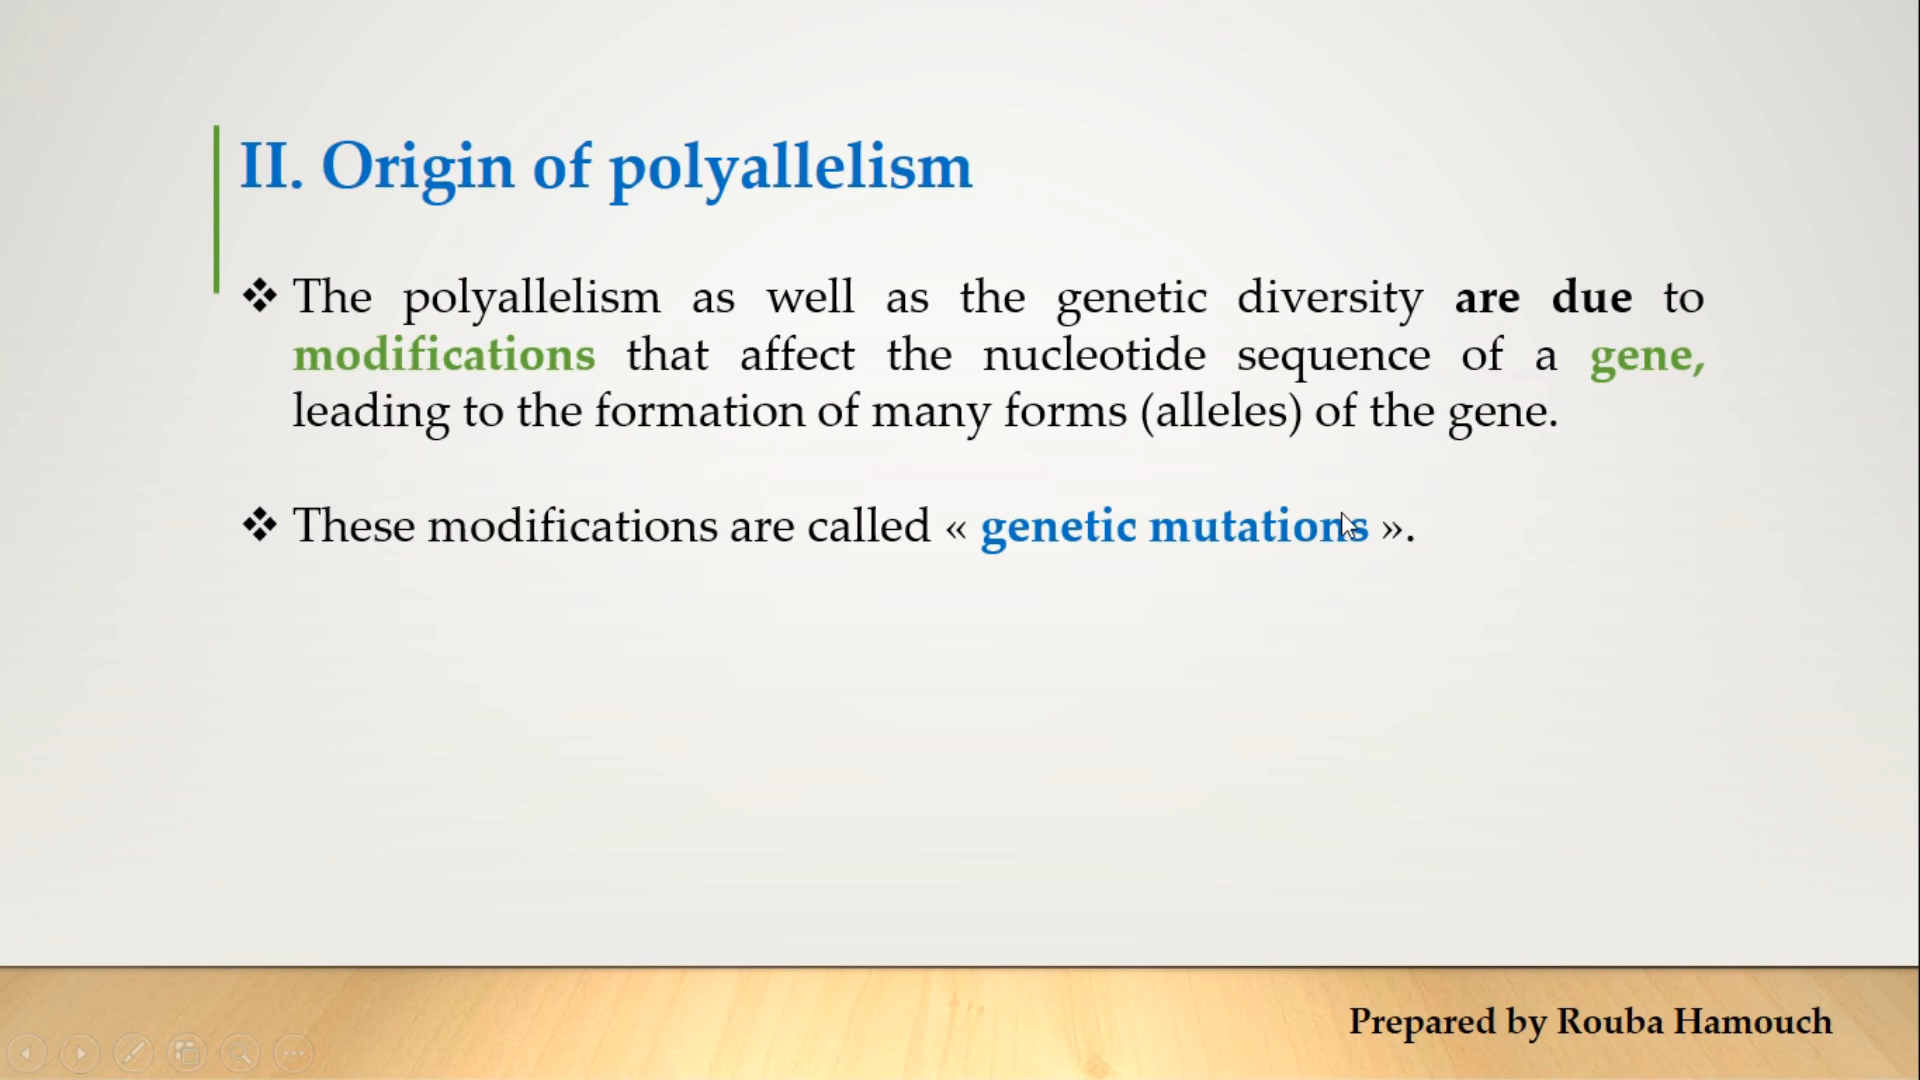 II. Origin of polyallelism
❖ The polyallelism as well as the genetic diversity are due to
modifications that affect the nucleotide sequence of a gene,
leading to the formation of many forms (alleles) of the gene.
❖ These modifications are called « genetic mutations ».
Prepared by Rouba Hamouch